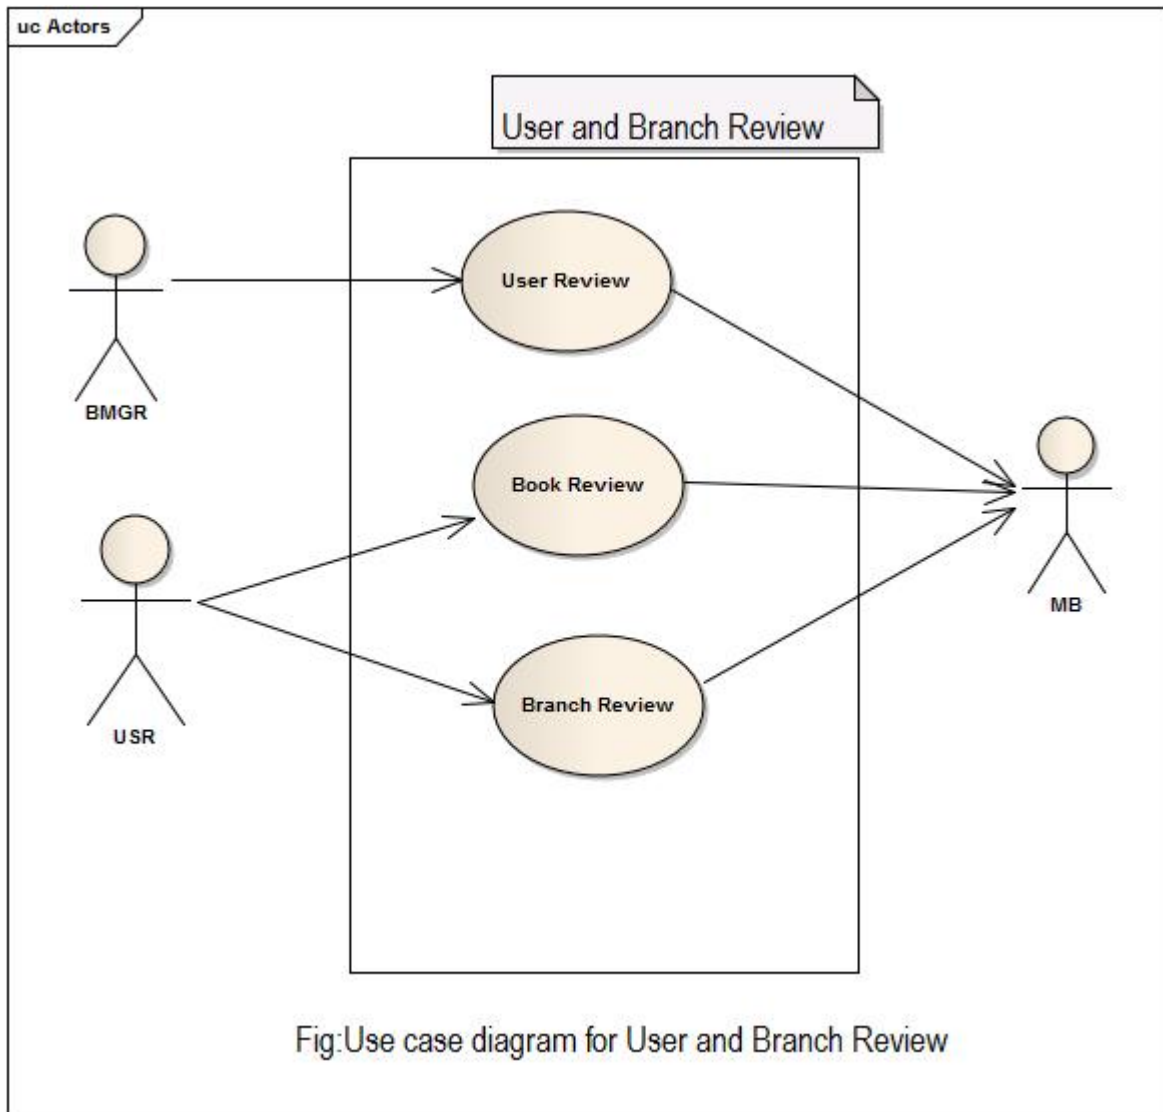 uc Actors
User and Branch Review
User Review
BMGR
Book Review
MB
USR
Branch Review
Fig:Use case diagram for User and Branch Review